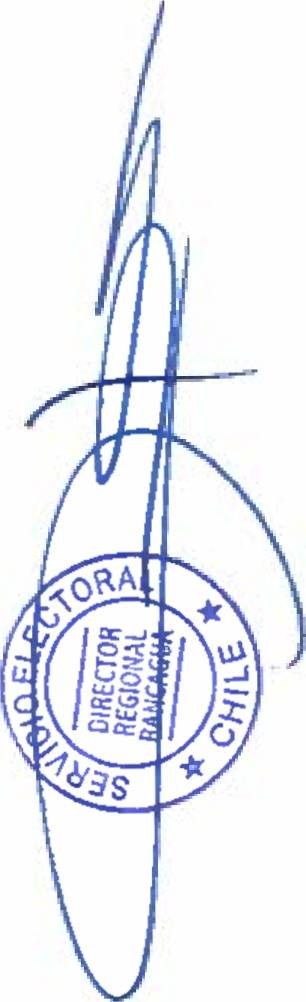 SERVICIO ELECTORAL
DIRECTOR
REGIONAL
RANCAGUA
★ CHILE ★